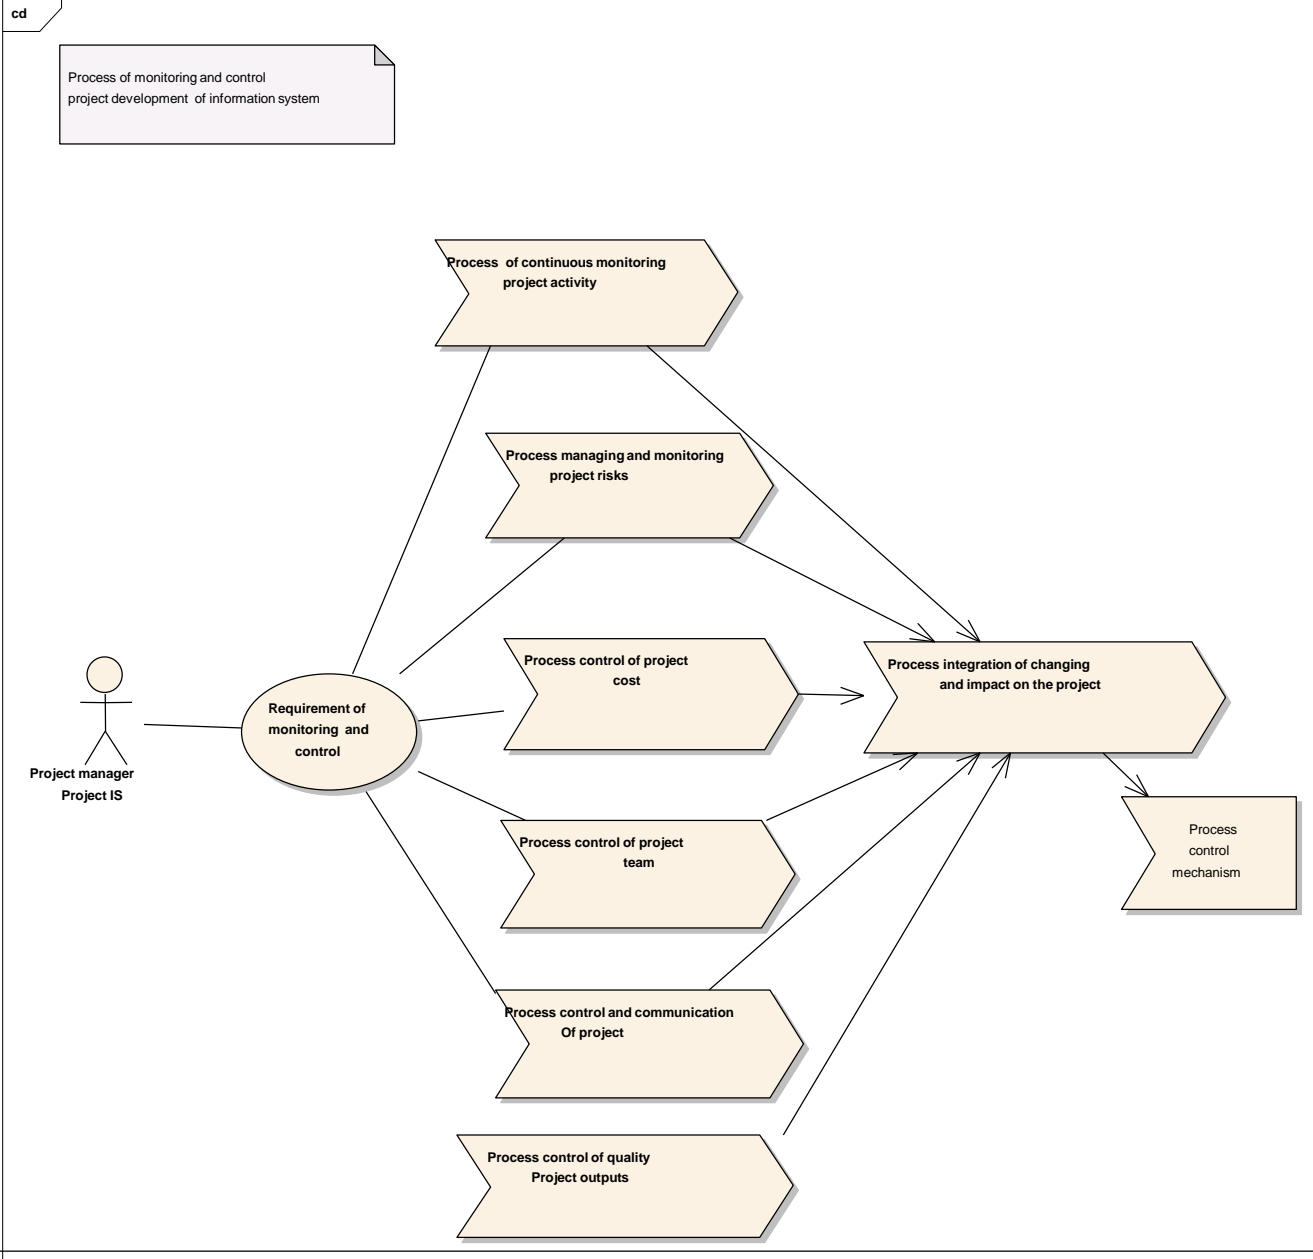 cd
Process of monitoring and control
project development of information system
Process of continuous monitoring
project activity
Process managing and monitoring
project risks
Process control of project
cost
Process integration of changing
and impact on the project
Requirement of
monitoring and
control
Project manager
Project IS
Process control of project
team
Process
control
mechanism
Process control and communication
Of project
Process control of quality
Project outputs